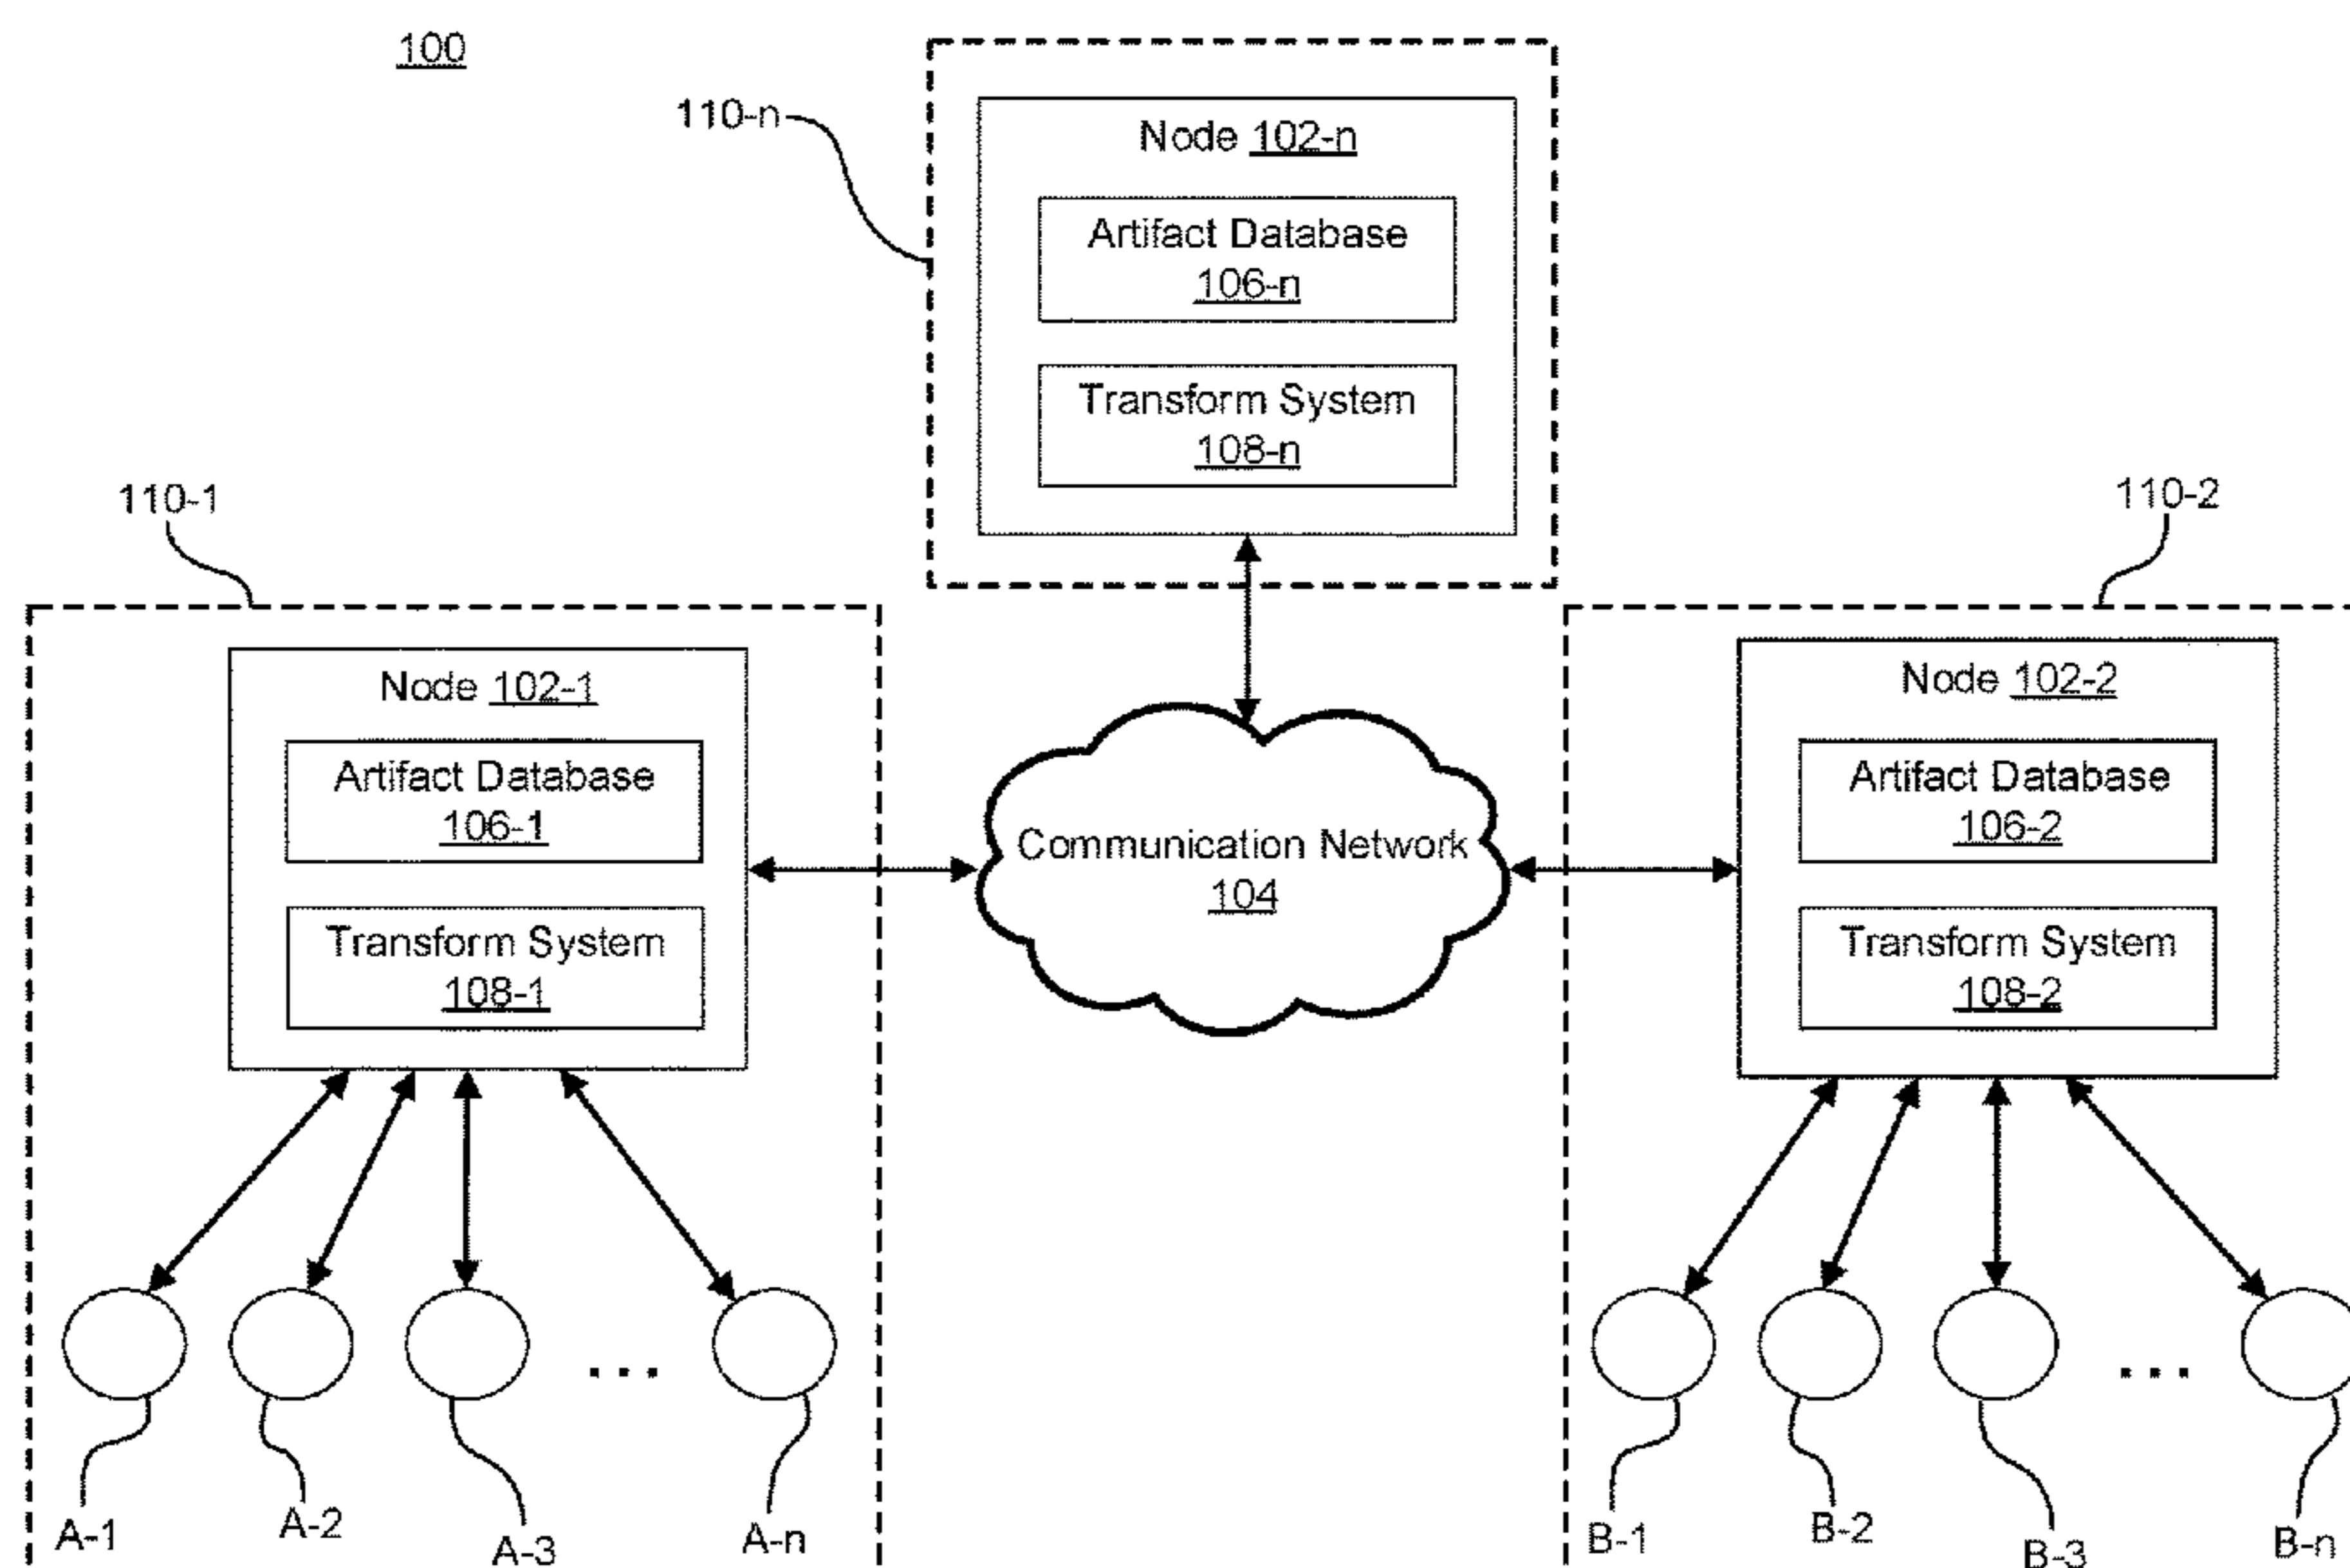 100
110-n
Node 102-n
Artifact Database
106-n
Transform System
108-n
110-1
110-2
Node 102-1
Artifact Database
106-1
Transform System
108-1
Communication Network
104
Node 102-2
Artifact Database
106-2
Transform System
108-2
...
...
A-1
A-2
A-3
A-n
B-1
B-2
B-3
B-n